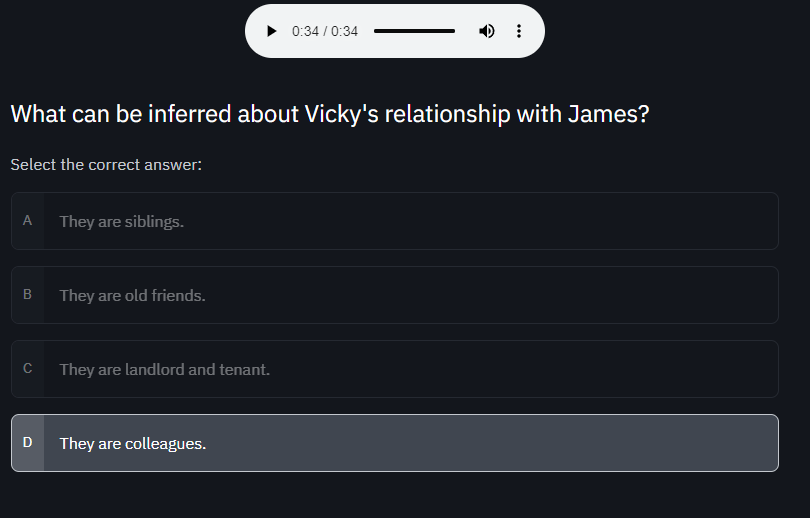 0:34 / 0:34
What can be inferred about Vicky's relationship with James?
Select the correct answer:
A They are siblings.
B They are old friends.
C They are landlord and tenant.
D They are colleagues.